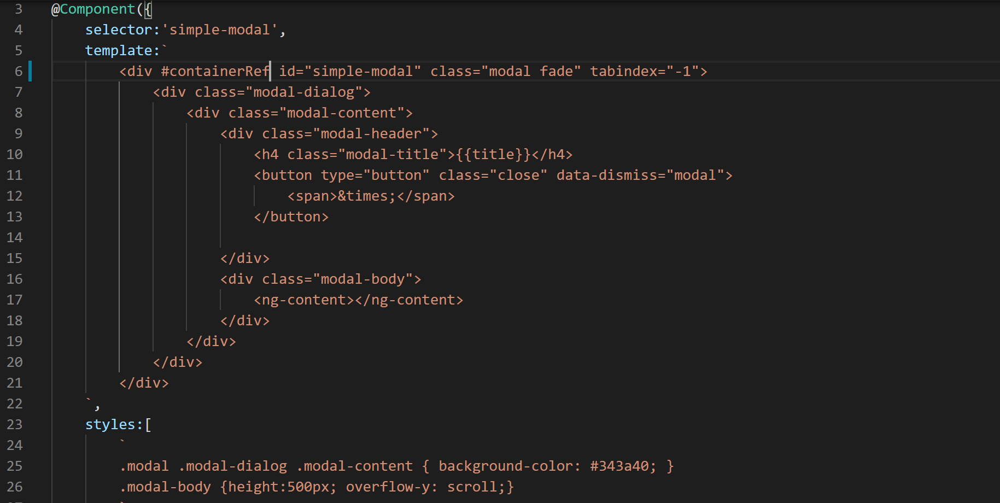 3 @Component({
4 selector:'simple-modal',
5 template:`
6 <div #containerRef id="simple-modal" class="modal fade" tabindex="-1">
7 <div class="modal-dialog">
8 <div class="modal-content">
9 <div class="modal-header">
10 <h4 class="modal-title">{{title}}</h4>
11 <button type="button" class="close" data-dismiss="modal">
12 <span>&times;</span>
13 </button>
14
15 </div>
16 <div class="modal-body">
17 <ng-content></ng-content>
18 </div>
19 </div>
20 </div>
21 </div>
22 `,
23 styles:[
24 `
25 .modal .modal-dialog .modal-content { background-color: #343a40; }
26 .modal-body {height:500px; overflow-y: scroll;}